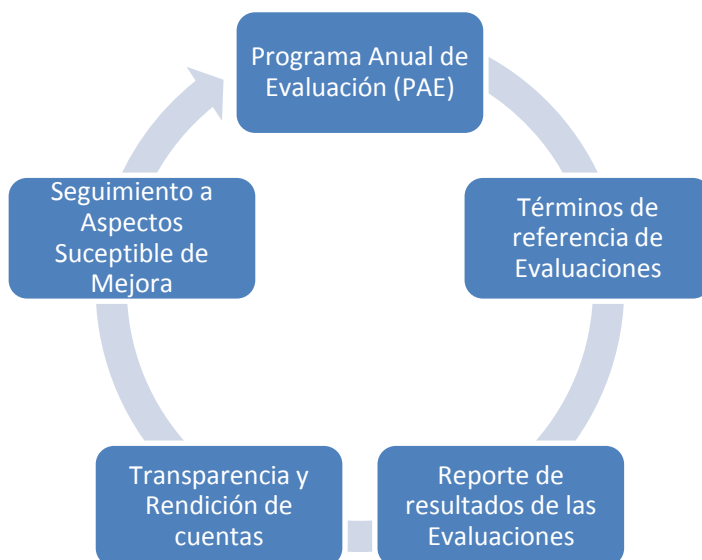 Programa Anual de
Evaluación (PAE)
Términos de
referencia de
Evaluaciones
Reporte de
resultados de las
Evaluaciones
Transparencia y
Rendición de
cuentas
Seguimiento a
Aspectos
Suceptible de
Mejora